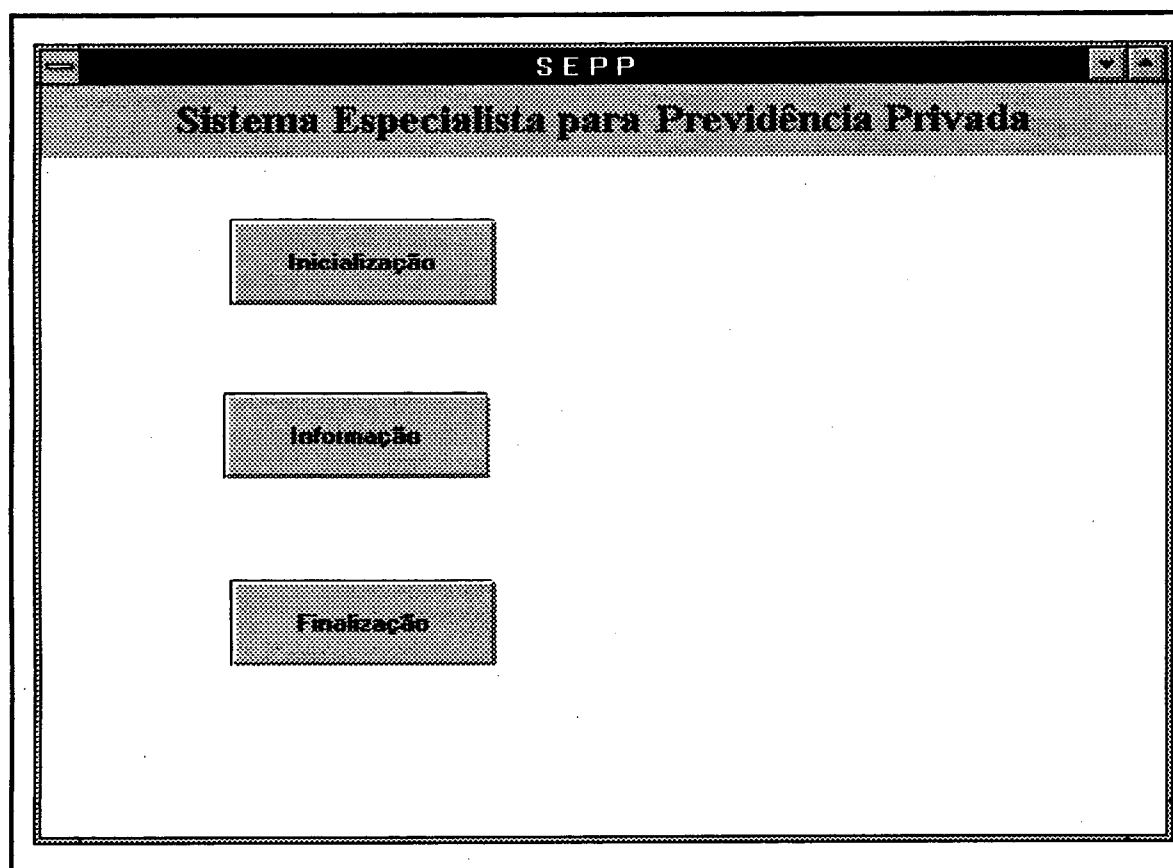 SEPP
Sistema Especialista para Previdência Privada
Inicialização
Informação
Finalização